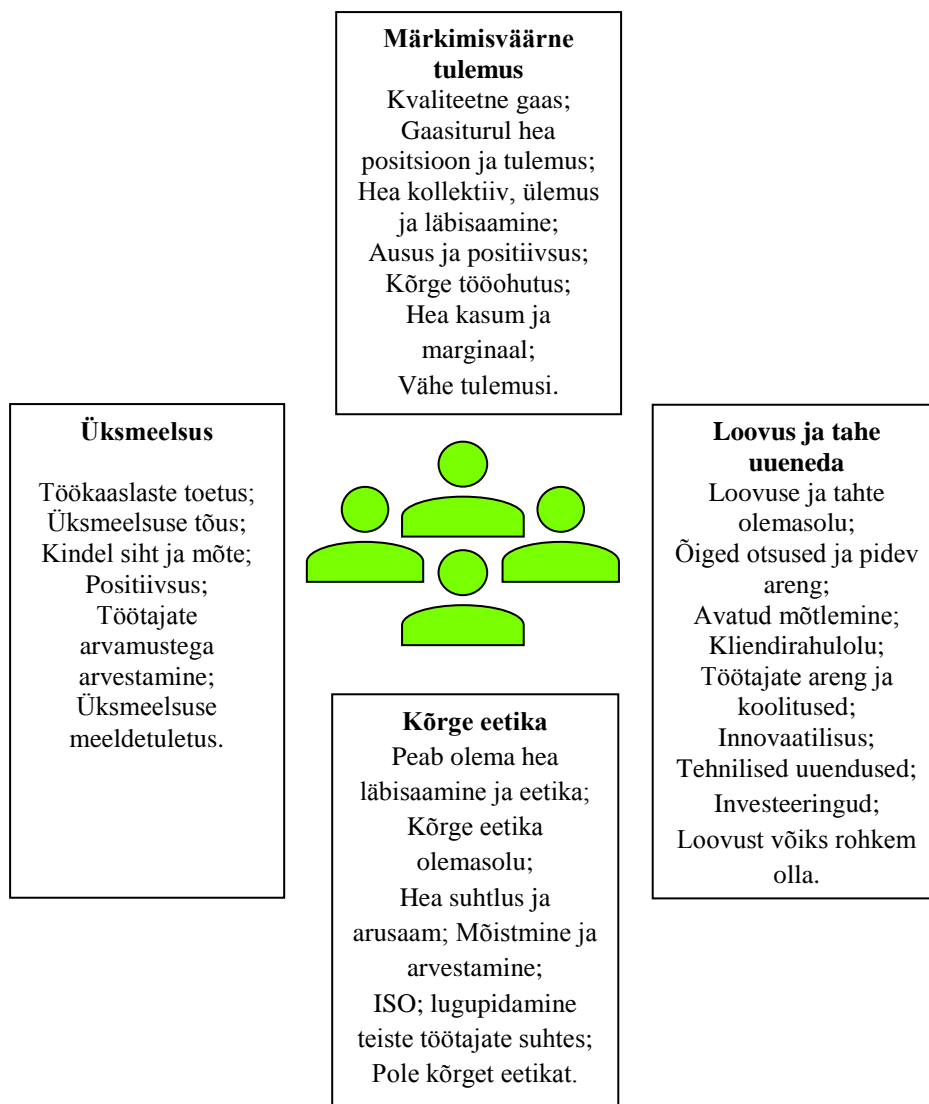 Märkimisväärne
tulemus
Kvaliteetne gaas;
Gaasiturul hea
positsioon ja tulemus;
Hea kollektiiv, ülemus
ja läbisaamine;
Ausus ja positiivsus;
Kõrge tööohutus;
Hea kasum ja
marginaal;
Vähe tulemusi.
Üksmeelsus
Töökaaslaste toetus;
Üksmeelsuse tõus;
Kindel siht ja mõte;
Positiivsus;
Töötajate
arvamustega
arvestamine;
Üksmeelsuse
meeldetuletus.
Loovus ja tahe
uueneda
Loovuse ja tahte
olemasolu;
Õiged otsused ja pidev
areng;
Avatud mõtlemine;
Kliendirahulolu;
Töötajate areng ja
koolitused;
Innovaatilisus;
Tehnilised uuendused;
Investeeringud;
Loovust võiks rohkem
olla.
Kõrge eetika
Peab olema hea
läbisaamine ja eetika;
Kõrge eetika
olemasolu;
Hea suhtlus ja
arusaam; Mõistmine ja
arvestamine;
ISO; lugupidamine
teiste töötajate suhtes;
Pole kõrget eetikat.